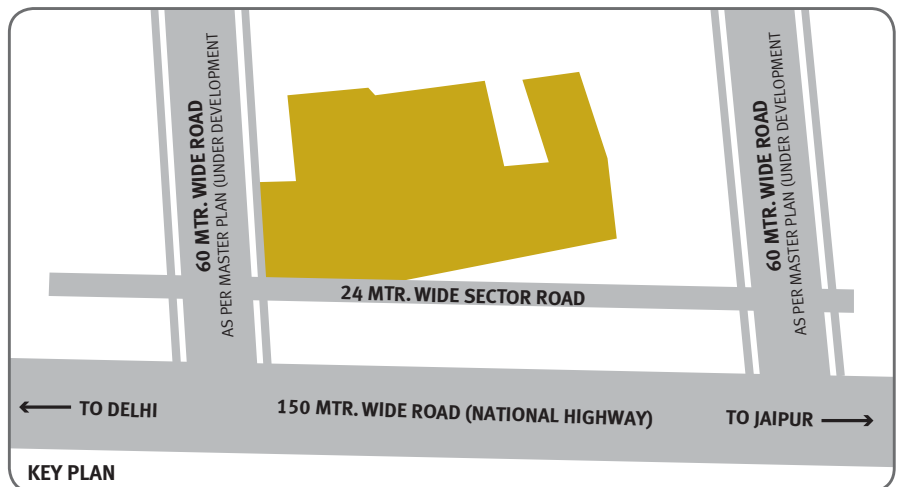 60 MTR. WIDE ROAD
AS PER MASTER PLAN (UNDER DEVELOPMENT
60 MTR. WIDE ROAD
AS PER MASTER PLAN (UNDER DEVELOPMENT
24 MTR. WIDE SECTOR ROAD
TO DELHI
150 MTR. WIDE ROAD (NATIONAL HIGHWAY)
TO JAIPUR
KEY PLAN